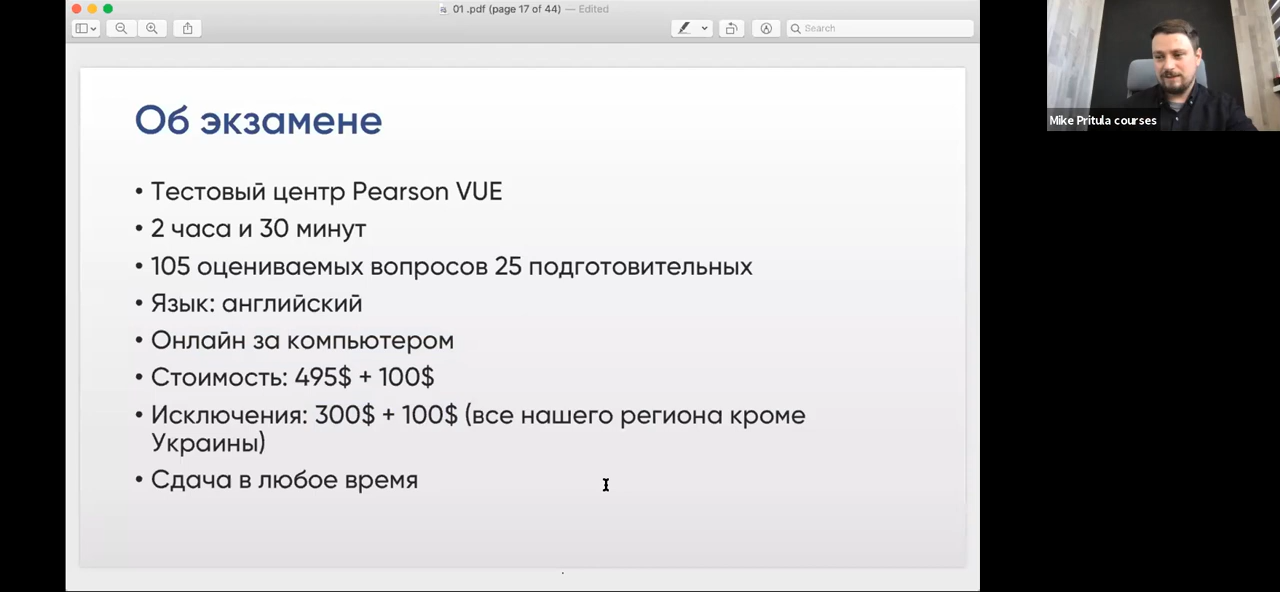 01 .pdf (page 17 of 44) — Edited
Search
Об экзамене
• Тестовый центр Pearson VUE
• 2 часа и 30 минут
• 105 оцениваемых вопросов 25 подготовительных
• Язык: английский
• Онлайн за компьютером
• Стоимость: 495$ + 100$
• Исключения: 300$ + 100$ (все нашего региона кроме
Украины)
• Сдача в любое время
Mike Pritula courses